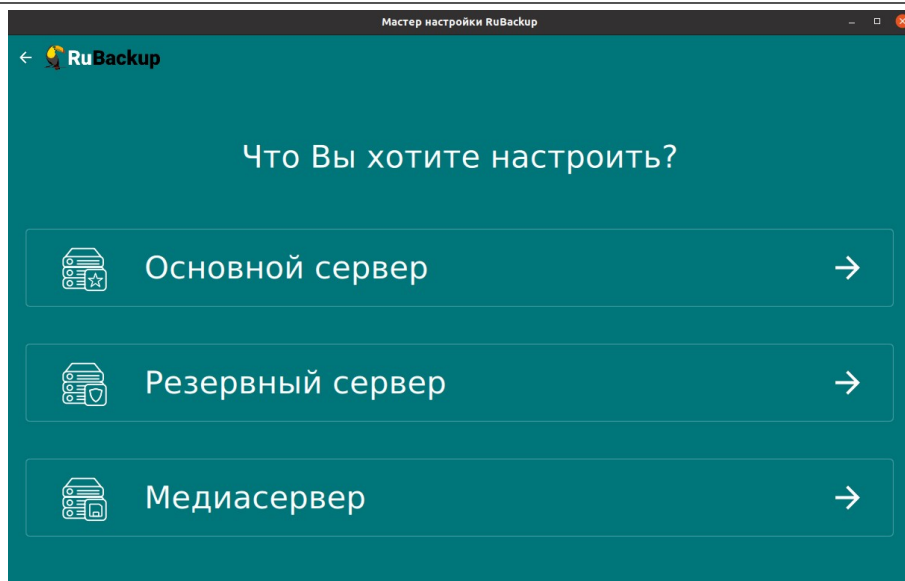 Мастер настройки RuBackup
RuBackup
Что Вы хотите настроить?
Основной сервер
Резервный сервер
Медиасервер